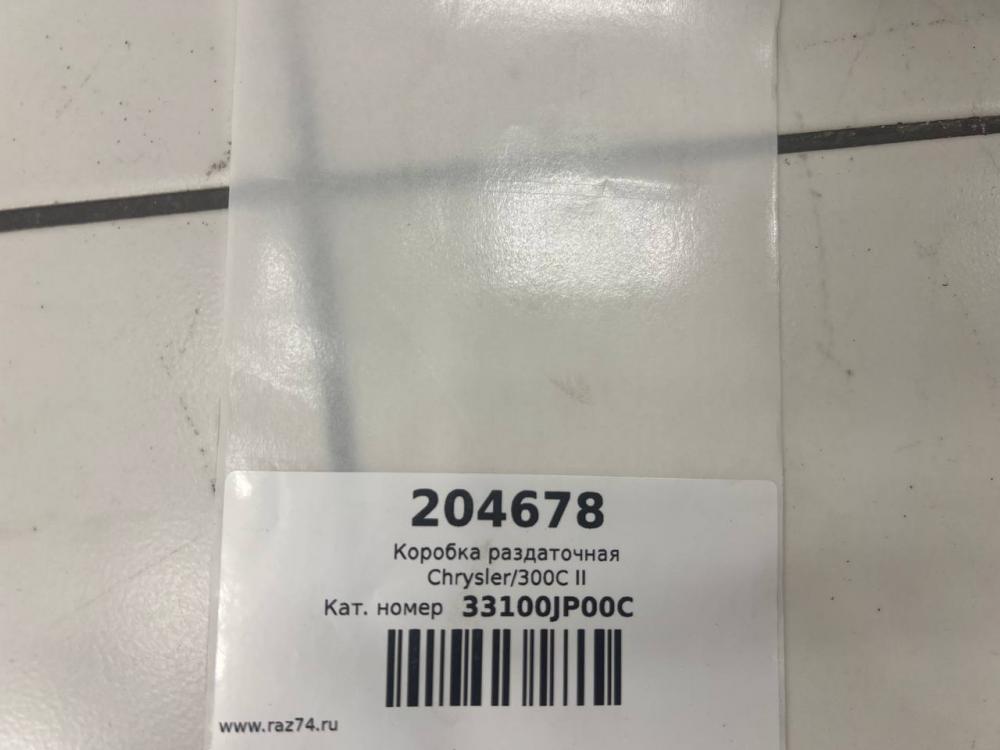 204678
Коробка раздаточная
Chrysler/300C II
Кат. номер 33100JP00C
www.raz74.ru